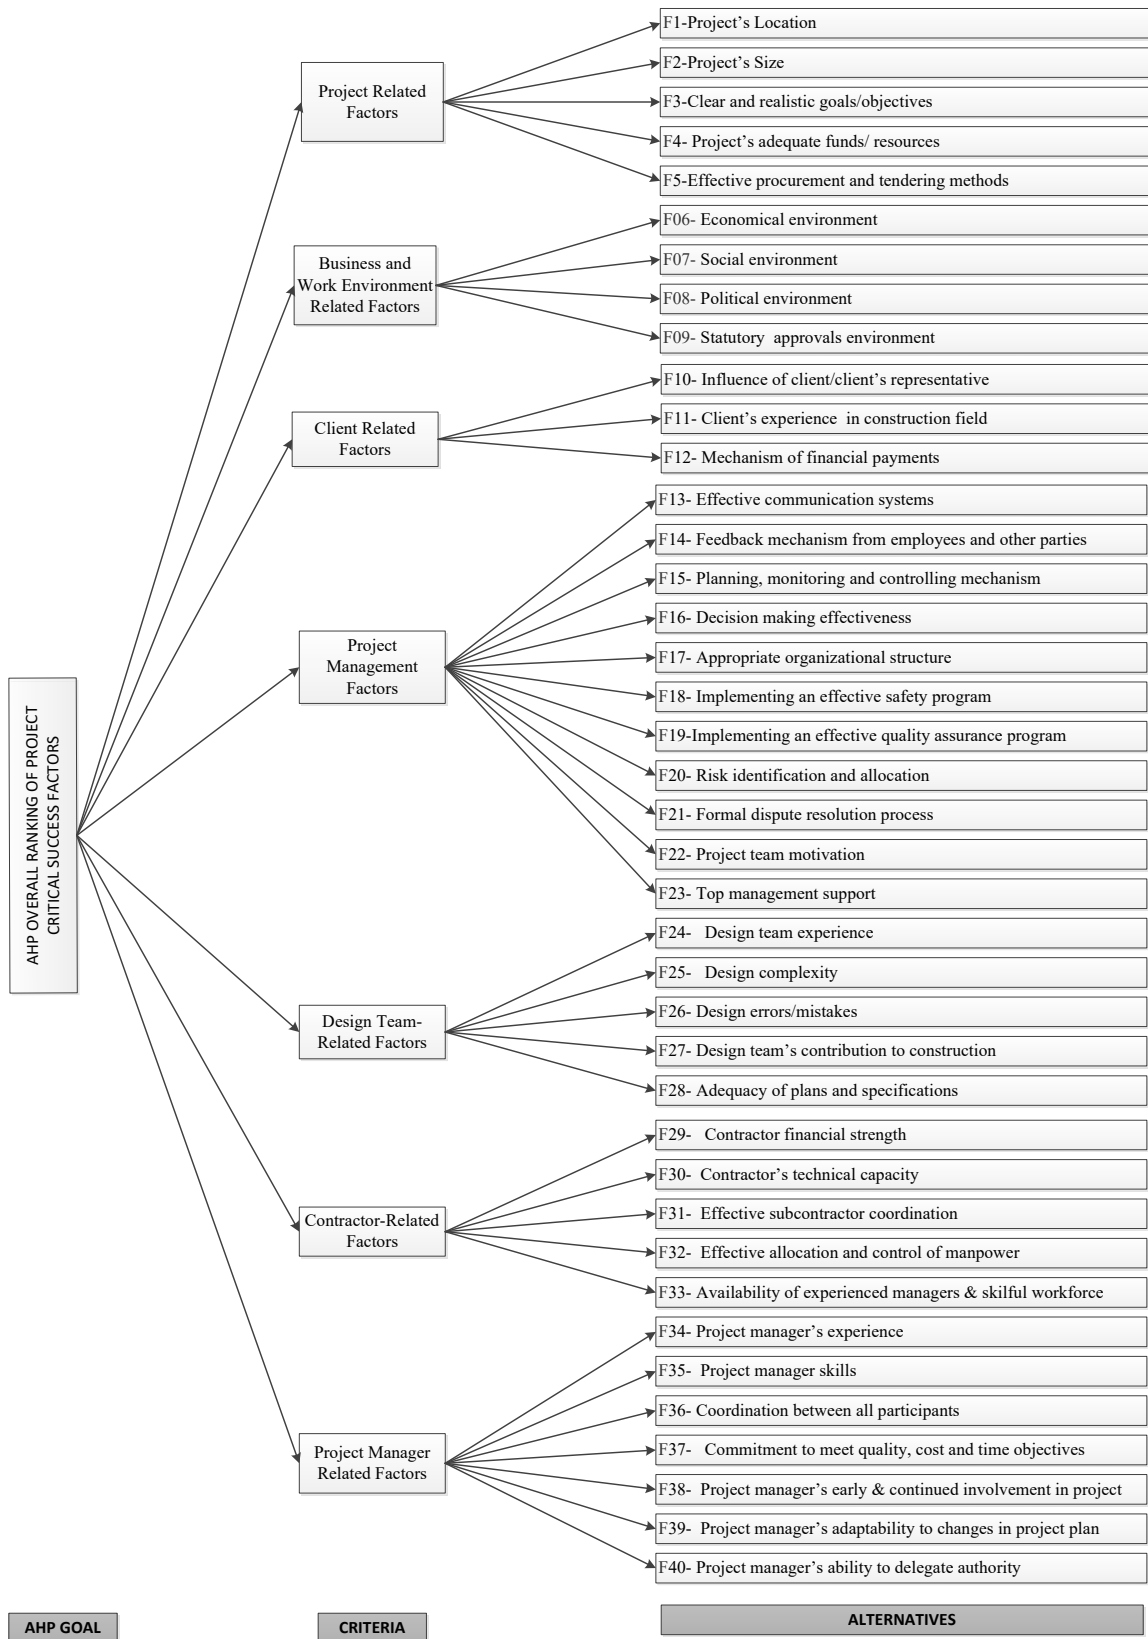 F1-Project's Location
F2-Project's Size
Project Related
Factors
F3-Clear and realistic goals/objectives
F4- Project's adequate funds/ resources
F5-Effective procurement and tendering methods
F06- Economical environment
Business and
Work Environment
Related Factors
F07- Social environment
F08- Political environment
F09- Statutory approvals environment
F10- Influence of client/client's representative
Client Related
Factors
F11- Client's experience in construction field
F12- Mechanism of financial payments
F13- Effective communication systems
F14- Feedback mechanism from employees and other parties
F15- Planning, monitoring and controlling mechanism
F16- Decision making effectiveness
Project
Management
Factors
F17- Appropriate organizational structure
F18- Implementing an effective safety program
F19-Implementing an effective quality assurance program
F20- Risk identification and allocation
F21- Formal dispute resolution process
F22- Project team motivation
F23- Top management support
AHP OVERALL RANKING OF PROJECT
CRITICAL SUCCESS FACTORS
F24- Design team experience
F25- Design complexity
F26- Design errors/mistakes
Design Team-
Related Factors
F27- Design team's contribution to construction
F28- Adequacy of plans and specifications
F29- Contractor financial strength
F30- Contractor's technical capacity
F31- Effective subcontractor coordination
Contractor-Related
Factors
F32- Effective allocation and control of manpower
F33- Availability of experienced managers & skilful workforce
F34- Project manager's experience
F35- Project manager skills
F36- Coordination between all participants
Project Manager
Related Factors
F37- Commitment to meet quality, cost and time objectives
F38- Project manager's early & continued involvement in project
F39- Project manager's adaptability to changes in project plan
F40- Project manager's ability to delegate authority
AHP GOAL
CRITERIA
ALTERNATIVES